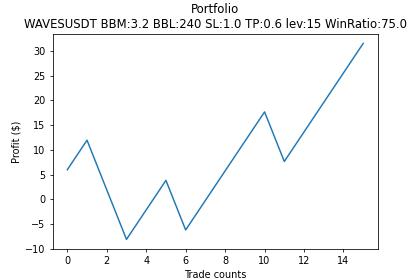 Portfolio
WAVESUSDT BBM:3.2 BBL:240 SL:1.0 TP:0.6 lev:15 WinRatio:75.0
Profit ($)
30
25
20
15
10
5
0
−5
−10
0 2 4 6 8 10 12 14
Trade counts